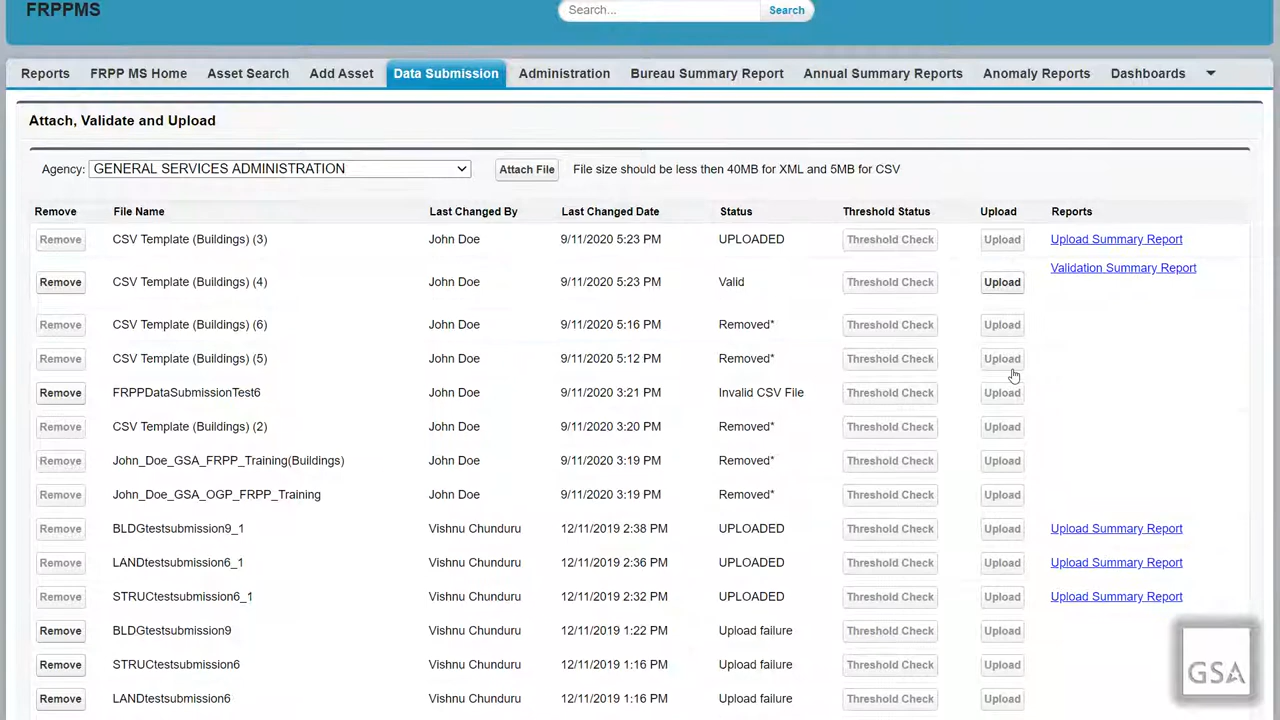 FRPPMS
Search... Search
Reports FRPP MS Home Asset Search Add Asset Data Submission Administration Bureau Summary Report Annual Summary Reports Anomaly Reports Dashboards
Attach, Validate and Upload
Agency: GENERAL SERVICES ADMINISTRATION Attach File File size should be less then 40MB for XML and 5MB for CSV
Remove File Name Last Changed By Last Changed Date Status Threshold Status Upload Reports
Remove CSV Template (Buildings) (3) John Doe 9/11/2020 5:23 PM UPLOADED Threshold Check Upload Upload Summary Report
Validation Summary Report
Remove CSV Template (Buildings) (4) John Doe 9/11/2020 5:23 PM Valid Threshold Check Upload
Remove CSV Template (Buildings) (6) John Doe 9/11/2020 5:16 PM Removed* Threshold Check Upload
Remove CSV Template (Buildings) (5) John Doe 9/11/2020 5:12 PM Removed* Threshold Check Upload
Remove FRPPDataSubmissionTest6 John Doe 9/11/2020 3:21 PM Invalid CSV File Threshold Check Upload
Remove CSV Template (Buildings) (2) John Doe 9/11/2020 3:20 PM Removed* Threshold Check Upload
Remove John_Doe_GSA_FRPP_Training(Buildings) John Doe 9/11/2020 3:19 PM Removed* Threshold Check Upload
Remove John_Doe_GSA_OGP_FRPP_Training John Doe 9/11/2020 3:19 PM Removed* Threshold Check Upload
Remove BLDGtestsubmission9_1 Vishnu Chunduru 12/11/2019 2:38 PM UPLOADED Threshold Check Upload Upload Summary Report
Remove LANDtestsubmission6_1 Vishnu Chunduru 12/11/2019 2:36 PM UPLOADED Threshold Check Upload Upload Summary Report
Remove STRUCtestsubmission6_1 Vishnu Chunduru 12/11/2019 2:32 PM UPLOADED Threshold Check Upload Upload Summary Report
Remove BLDGtestsubmission9 Vishnu Chunduru 12/11/2019 1:22 PM Upload failure Threshold Check Upload
Remove STRUCtestsubmission6 Vishnu Chunduru 12/11/2019 1:16 PM Upload failure Threshold Check Upload
Remove LANDtestsubmission6 Vishnu Chunduru 12/11/2019 1:16 PM Upload failure Threshold Check Upload
GSA